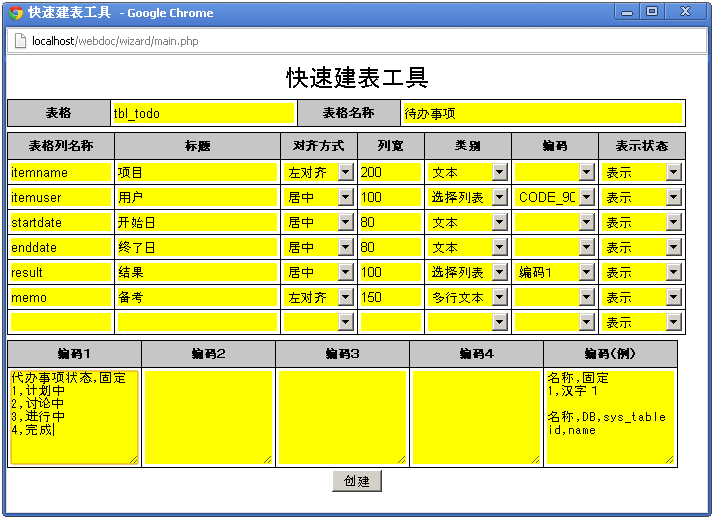 快速建表工具 - Google Chrome
localhost/webdoc/wizard/main.php
快速建表工具
表格 tbl_todo 表格名称 待办事项
表格列名称 标题 对齐方式 列宽 类别 编码 表示状态
itemname 项目 左对齐 200 文本 表示
itemuser 用户 居中 100 选择列表 CODE_90 表示
startdate 开始日 居中 80 文本 表示
enddate 终了日 居中 80 文本 表示
result 结果 居中 100 选择列表 编码1 表示
memo 备考 左对齐 150 多行文本 表示
表示
编码1 编码2 编码3 编码4 编码(例)
代办事项状态,固定 名称,固定
1,计划中 1,汉字1
2,讨论中
3,进行中 名称,DB,sys_table
4,完成 id,name
创建